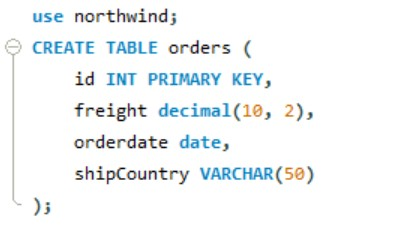 use northwind;
CREATE TABLE orders (
    id INT PRIMARY KEY,
    freight decimal(10, 2),
    orderdate date,
    shipCountry VARCHAR(50)
);